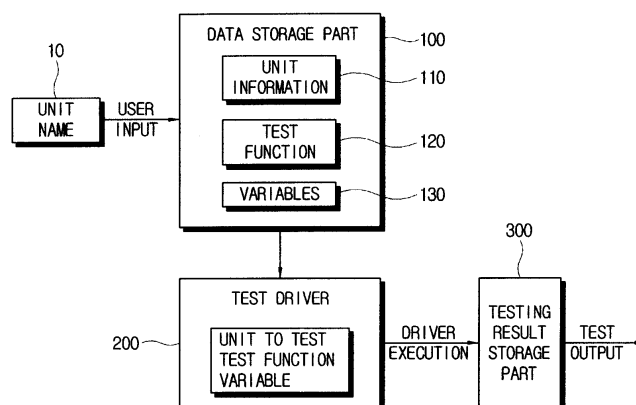 DATA STORAGE PART
100
10
UNIT
INFORMATION
110
UNIT
NAME
USER
INPUT
TEST
FUNCTION
120
VARIABLES
130
300
TEST DRIVER
200
UNIT TO TEST
TEST FUNCTION
VARIABLE
DRIVER
EXECUTION
TESTING
RESULT
STORAGE
PART
TEST
OUTPUT